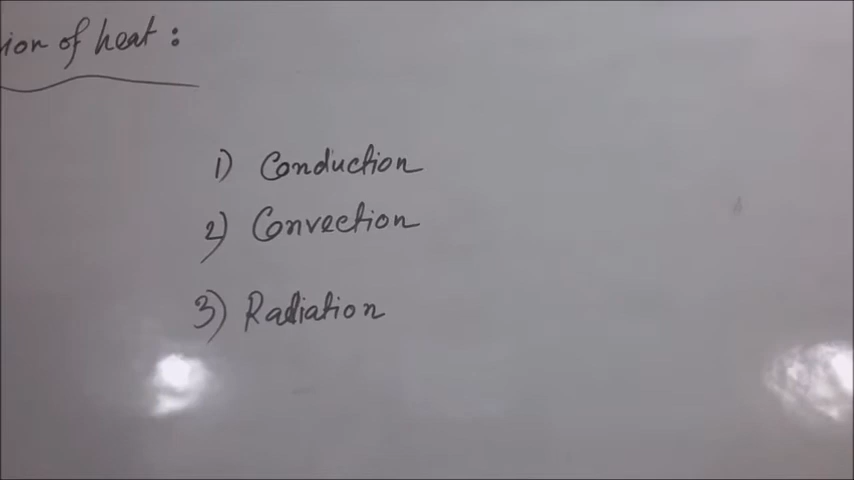 ion of heat :
1) Conduction
2) Convection
3) Radiation